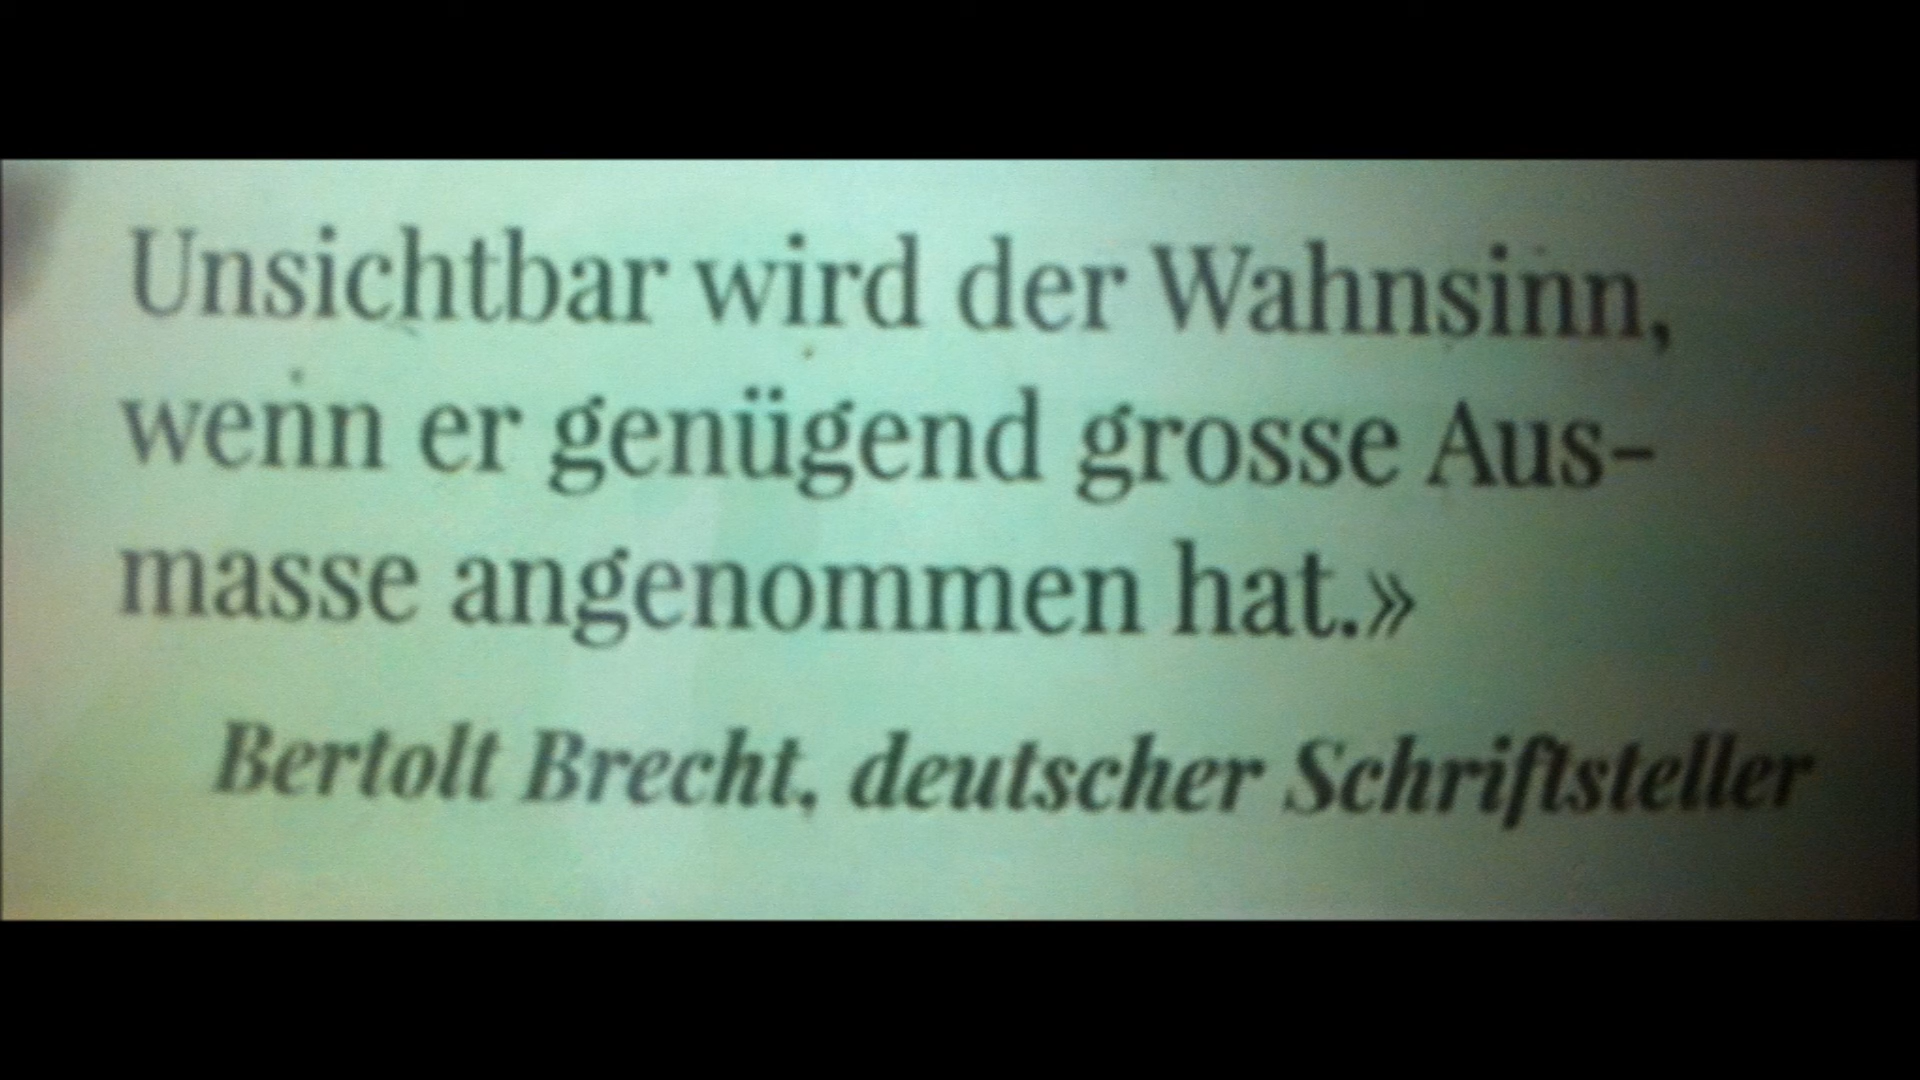 Unsichtbar wird der Wahnsinn,
wenn er genügend grosse Aus-
masse angenommen hat.»
Bertolt Brecht, deutscher Schriftsteller